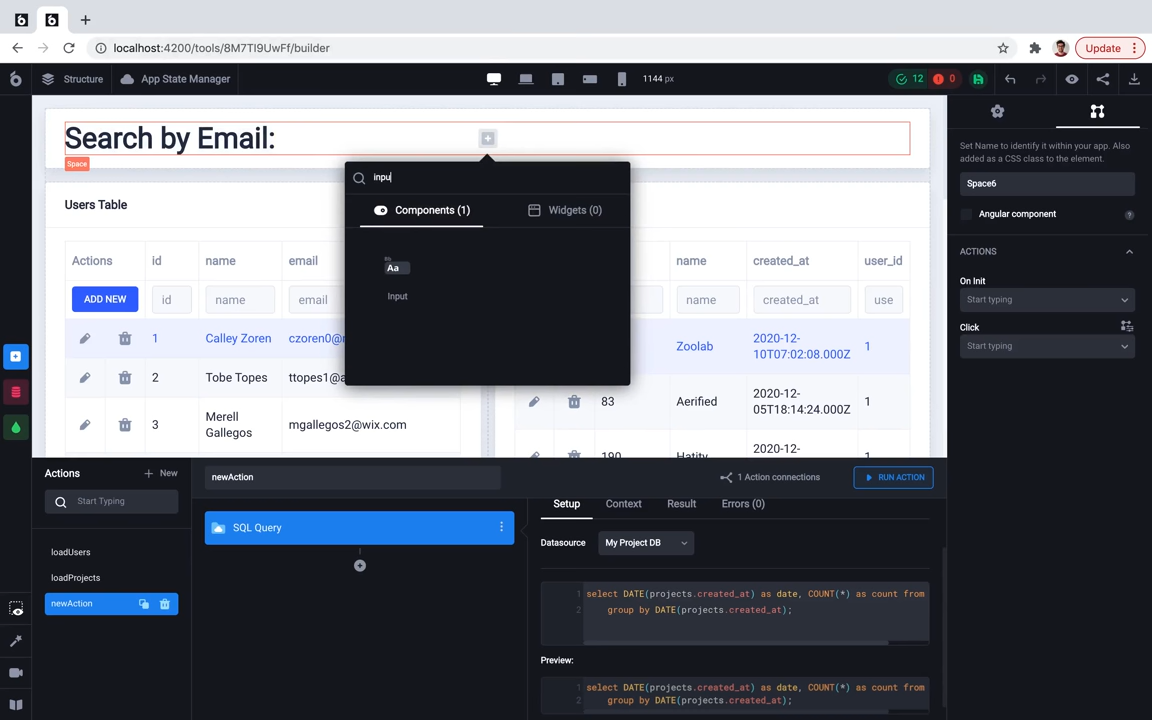 localhost:4200/tools/8M7TI9UwFf/builder
Update
Structure
App State Manager
1144 px
12
0
Search by Email:
Space
inpu
Components (1)
Widgets (0)
Aa
Input
Users Table
Actions
id
name
email
ADD NEW
id
name
email
1
Calley Zoren
2
Tobe Topes
3
Merell
Gallegos
mgallegos2@wix.com
name
created_at
user_id
name
created_at
use
Zoolab
2020-12-
10T07:02:08.000Z
1
83
Aerified
2020-12-
05T18:14:24.000Z
1
190
Hatity
2020-12-
1
Set Name to identify it within your app. Also
added as a CSS class to the element.
Space6
Angular component
?
ACTIONS
On Init
Start typing
Click
Start typing
Actions
New
Start Typing
loadUsers
loadProjects
newAction
newAction
1 Action connections
RUN ACTION
SQL Query
Setup
Context
Result
Errors (0)
Datasource
My Project DB
1 select DATE(projects.created_at) as date, COUNT(*) as count from
2 group by DATE(projects.created_at);
Preview:
1 select DATE(projects.created_at) as date, COUNT(*) as count from
2 group by DATE(projects.created_at);